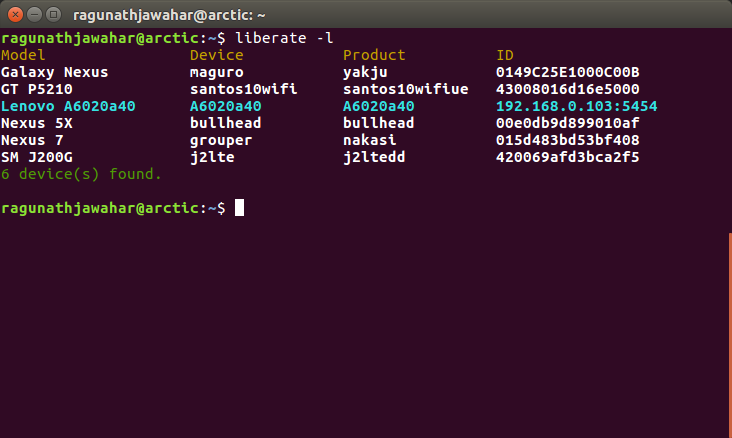 ragunathjawahar@arctic: ~
ragunathjawahar@arctic:~$ liberate -l
Model Device Product ID
Galaxy Nexus maguro yakju 0149C25E1000C00B
GT P5210 santos10wifi santos10wifiue 43008016d16e5000
Lenovo A6020a40 A6020a40 A6020a40 192.168.0.103:5454
Nexus 5X bullhead bullhead 00e0db9d899010af
Nexus 7 grouper nakasi 015d483bd53bf408
SM J200G j2lte j2ltedd 420069afd3bca2f5
6 device(s) found.
ragunathjawahar@arctic:~$